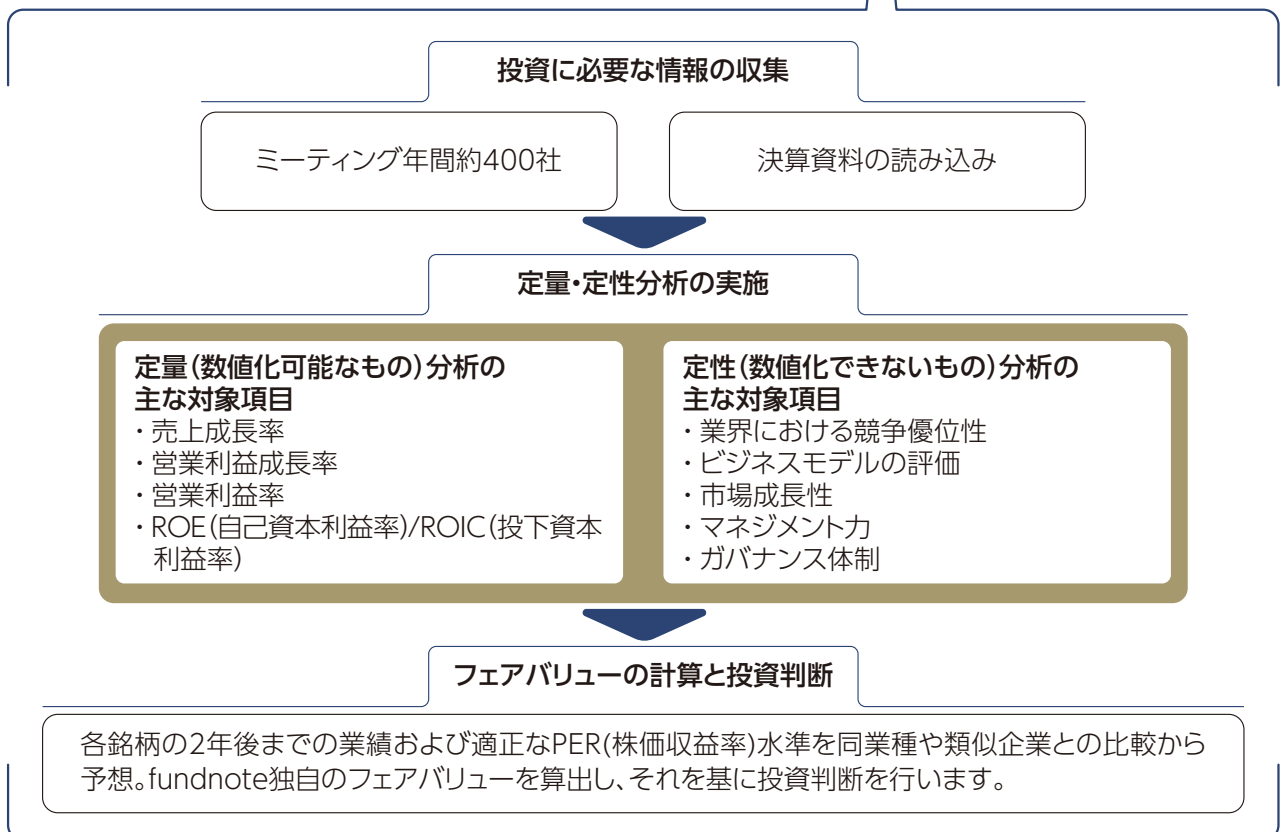 投資に必要な情報の収集
ミーティング年間約400社
決算資料の読み込み
定量・定性分析の実施
定量(数値化可能なもの)分析の
主な対象項目
・売上成長率
・営業利益成長率
・営業利益率
・ROE(自己資本利益率)/ROIC(投下資本
利益率)
定性(数値化できないもの)分析の
主な対象項目
・業界における競争優位性
・ビジネスモデルの評価
・市場成長性
・マネジメント力
・ガバナンス体制
フェアバリューの計算と投資判断
各銘柄の2年後までの業績および適正なPER(株価収益率)水準を同業種や類似企業との比較から
予想。fundnote独自のフェアバリューを算出し、それを基に投資判断を行います。